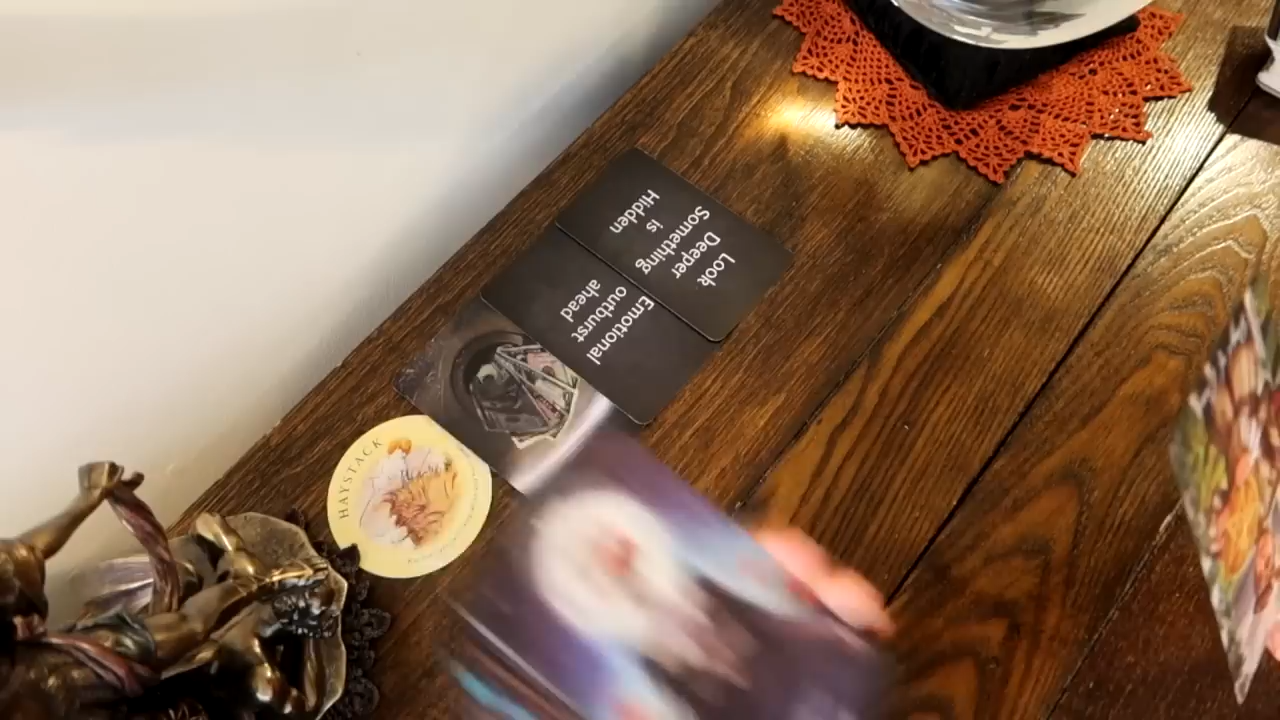 Look
Deeper
Something
is
Hidden
Emotional
outburst
ahead
HAYSTACK